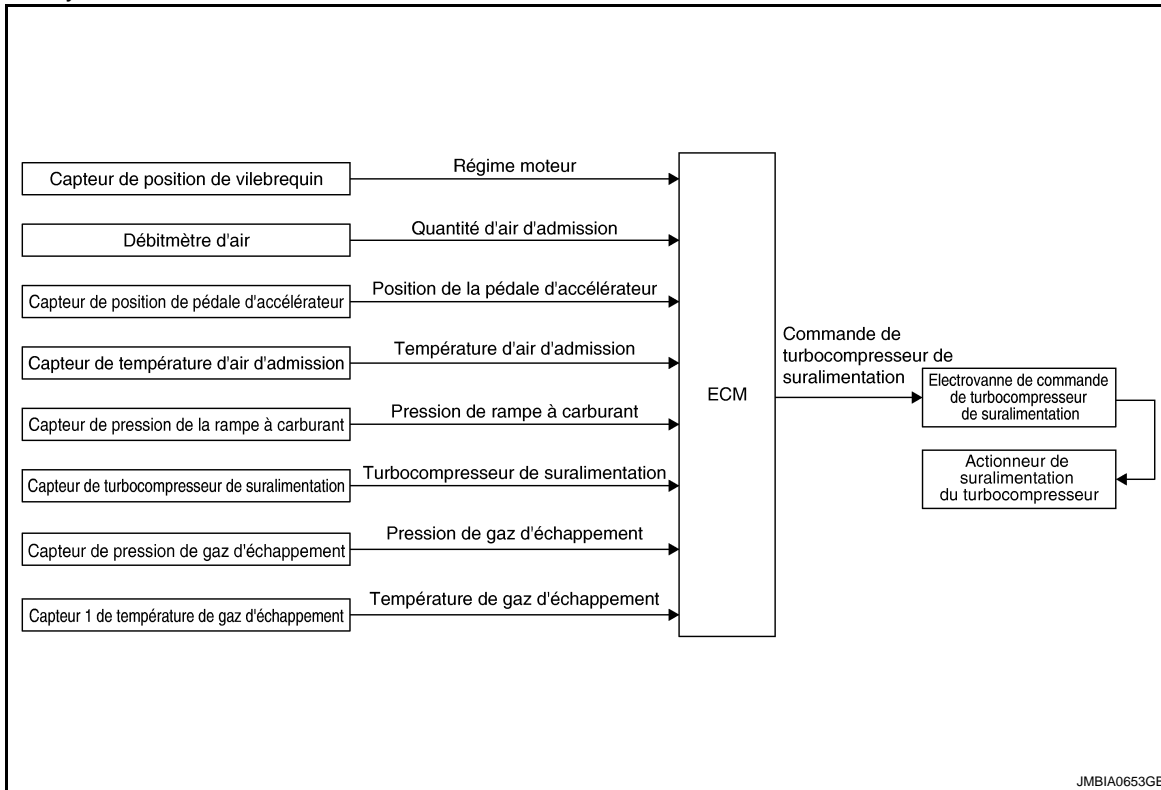 Capteur de position de vilebrequin
Régime moteur
Débitmètre d'air
Quantité d'air d'admission
Capteur de position de pédale d'accélérateur
Position de la pédale d'accélérateur
Capteur de température d'air d'admission
Température d'air d'admission
Capteur de pression de la rampe à carburant
Pression de rampe à carburant
Capteur de turbocompresseur de suralimentation
Turbocompresseur de suralimentation
Capteur de pression de gaz d'échappement
Pression de gaz d'échappement
Capteur 1 de température de gaz d'échappement
Température de gaz d'échappement
ECM
Commande de
turbocompresseur de
suralimentation
Electrovanne de commande
de turbocompresseur
de suralimentation
Actionneur de
suralimentation
du turbocompresseur